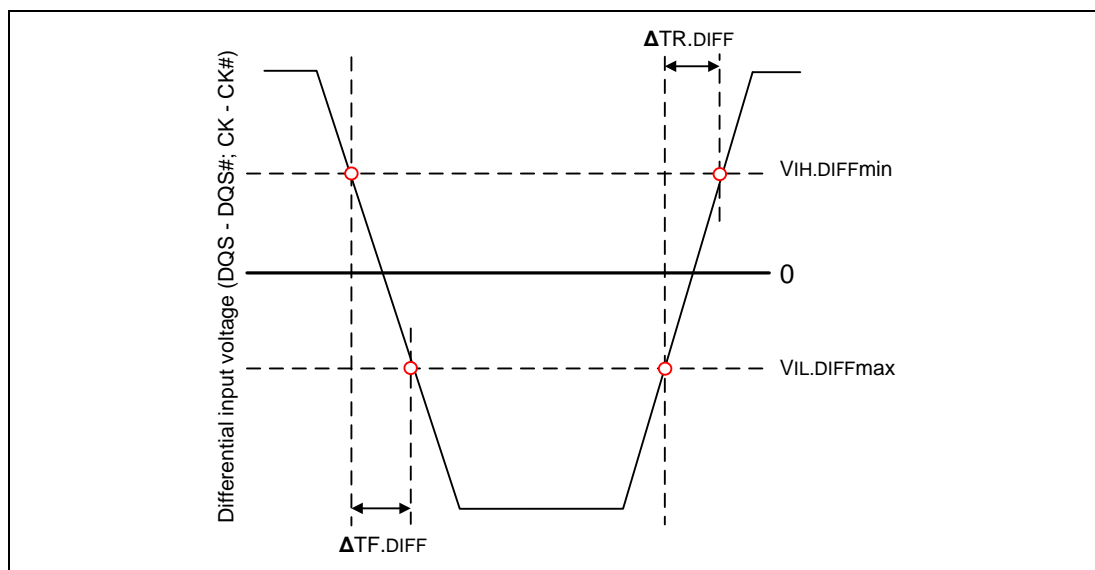 ΔTR.DIFF
Differential input voltage (DQS - DQS#; CK - CK#)
VIH.DIFFmin
0
VIL.DIFFmax
ΔTF.DIFF